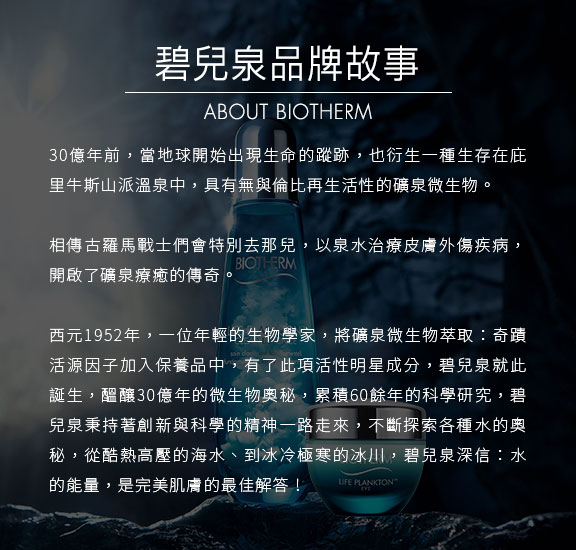 碧兒泉品牌故事
ABOUT BIOTHERM
30億年前，當地球開始出現生命的蹤跡，也衍生一種生存在庇
里牛斯山派溫泉中，具有無與倫比再生活性的礦泉微生物。
相傳古羅馬戰士們會特別去那兒，以泉水治療皮膚外傷疾病，
開啟了礦泉療癒的傳奇。
BIOTHERM
西元1952年，一位年輕的生物學家，將礦泉微生物萃取：奇蹟
活源因子加入保養品中，有了此項活性明星成分，碧兒泉就此
誕生，醞釀30億年的微生物奧秘，累積60餘年的科學研究，碧
兒泉秉持著創新與科學的精神一路走來，不斷探索各種水的奧
秘，從酷熱高壓的海水、到冰冷極寒的冰川，碧兒泉深信：水
的能量，是完美肌膚的最佳解答！
LIFE PLANKTON™
EYE